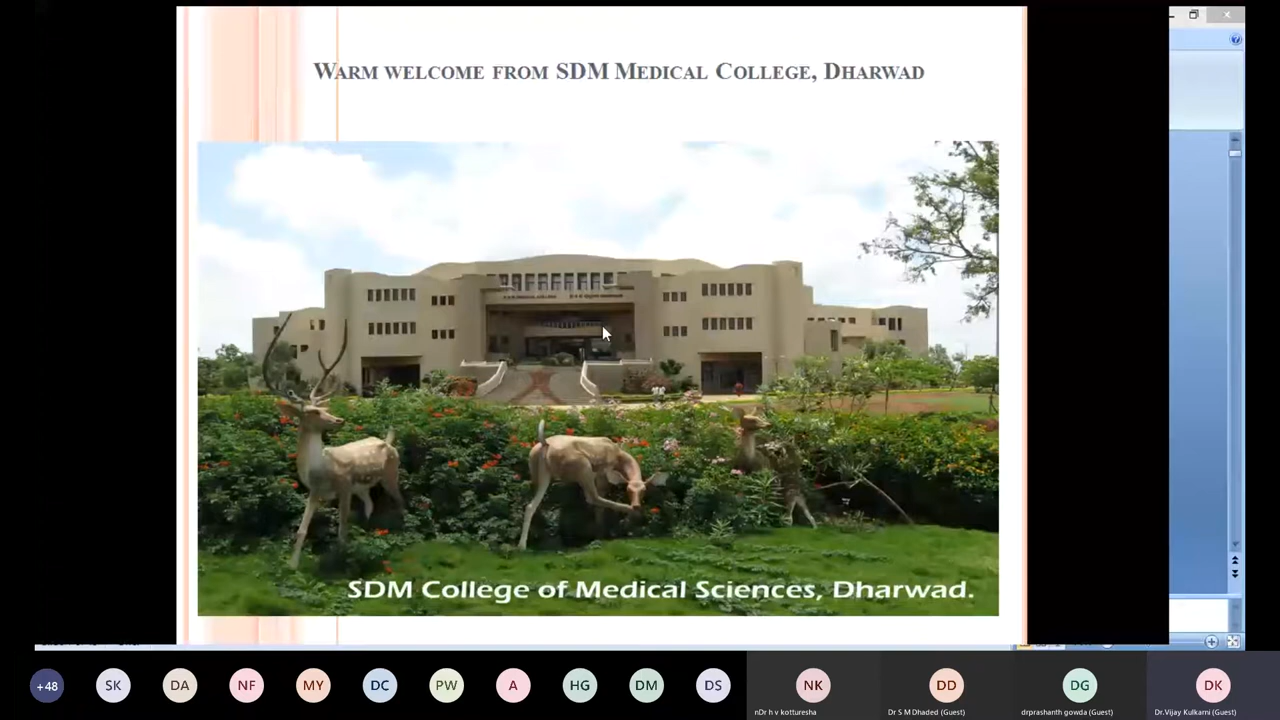 WARM WELCOME FROM SDM MEDICAL COLLEGE, DHARWAD
SDM College of Medical Sciences, Dharwad.
+48
SK
DA
NF
MY
DC
PW
A
HG
DM
DS
NK
DD
DG
DK
nDr h v kotturesha
Dr S M Dhaded (Guest)
drprashanth gowda (Guest)
Dr.Vijay Kulkarni (Guest)